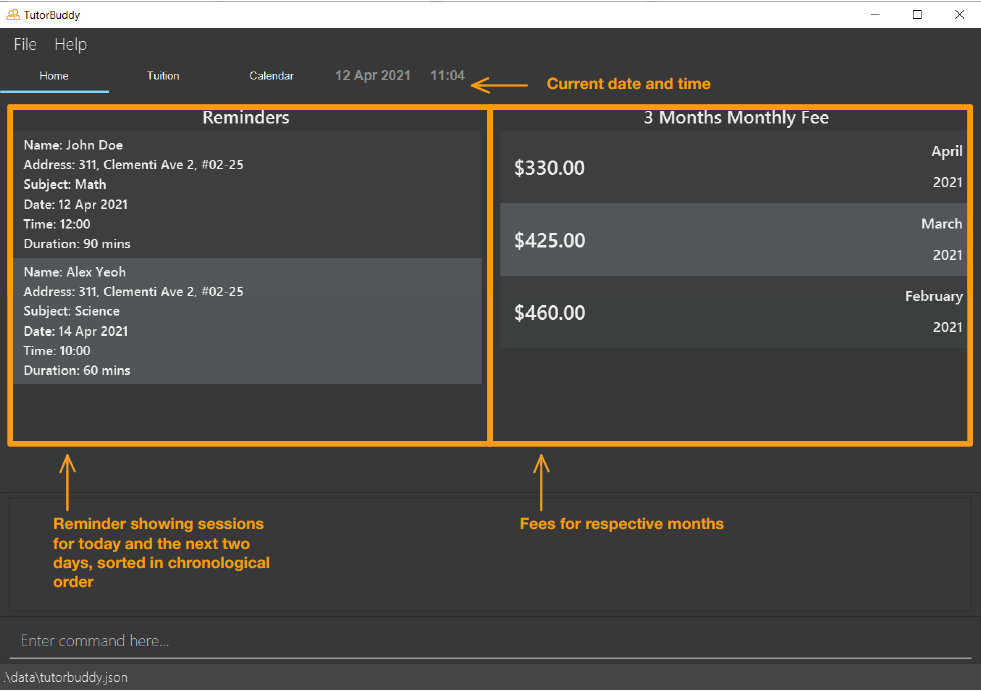 TutorBuddy
File Help
Home Tuition Calendar 12 Apr 2021 11:04
Current date and time
Reminders
Name: John Doe
Address: 311, Clementi Ave 2, #02-25
Subject: Math
Date: 12 Apr 2021
Time: 12:00
Duration: 90 mins
Name: Alex Yeoh
Address: 311, Clementi Ave 2, #02-25
Subject: Science
Date: 14 Apr 2021
Time: 10:00
Duration: 60 mins
3 Months Monthly Fee
$330.00
April
2021
$425.00
March
2021
$460.00
February
2021
Reminder showing sessions
for today and the next two
days, sorted in chronological
order
Fees for respective months
Enter command here...
.\data\tutorbuddy.json